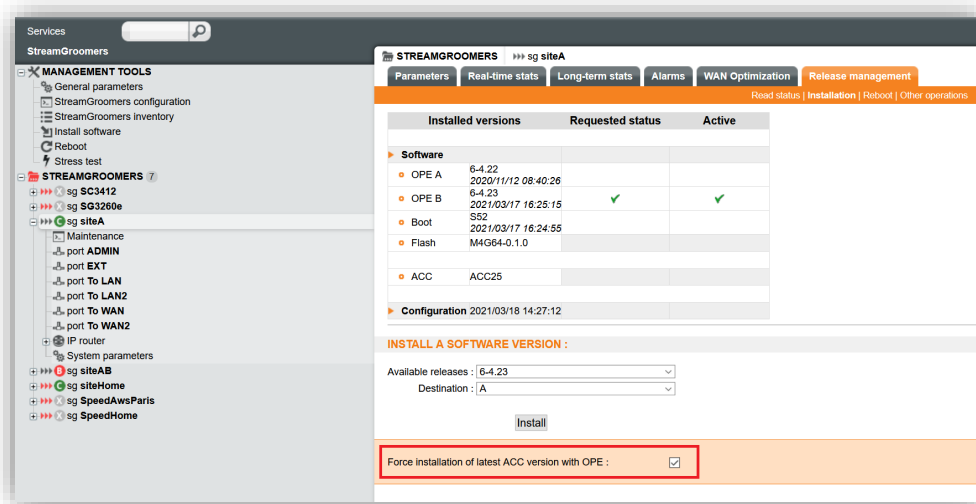 Services
StreamGroomers
MANAGEMENT TOOLS
General parameters
StreamGroomers configuration
StreamGroomers inventory
Install software
Reboot
Stress test
STREAMGROOMERS 7
X sg SC3412
X sg SG3260e
C sg siteA
Maintenance
port ADMIN
port EXT
port To LAN
port To LAN2
port To WAN
port To WAN2
IP router
System parameters
B sg siteAB
C sg siteHome
X sg SpeedAwsParis
X sg SpeedHome
STREAMGROOMERS sg siteA
Parameters Real-time stats Long-term stats Alarms WAN Optimization Release management
Read status | Installation | Reboot | Other operations
Installed versions Requested status Active
Software
OPE A 6-4.22
2020/11/12 08:40:26
OPE B 6-4.23
2021/03/17 16:25:15
Boot S52
2021/03/17 16:24:55
Flash M4G64-0.1.0
ACC ACC25
Configuration 2021/03/18 14:27:12
INSTALL A SOFTWARE VERSION :
Available releases : 6-4.23
Destination : A
Install
Force installation of latest ACC version with OPE :